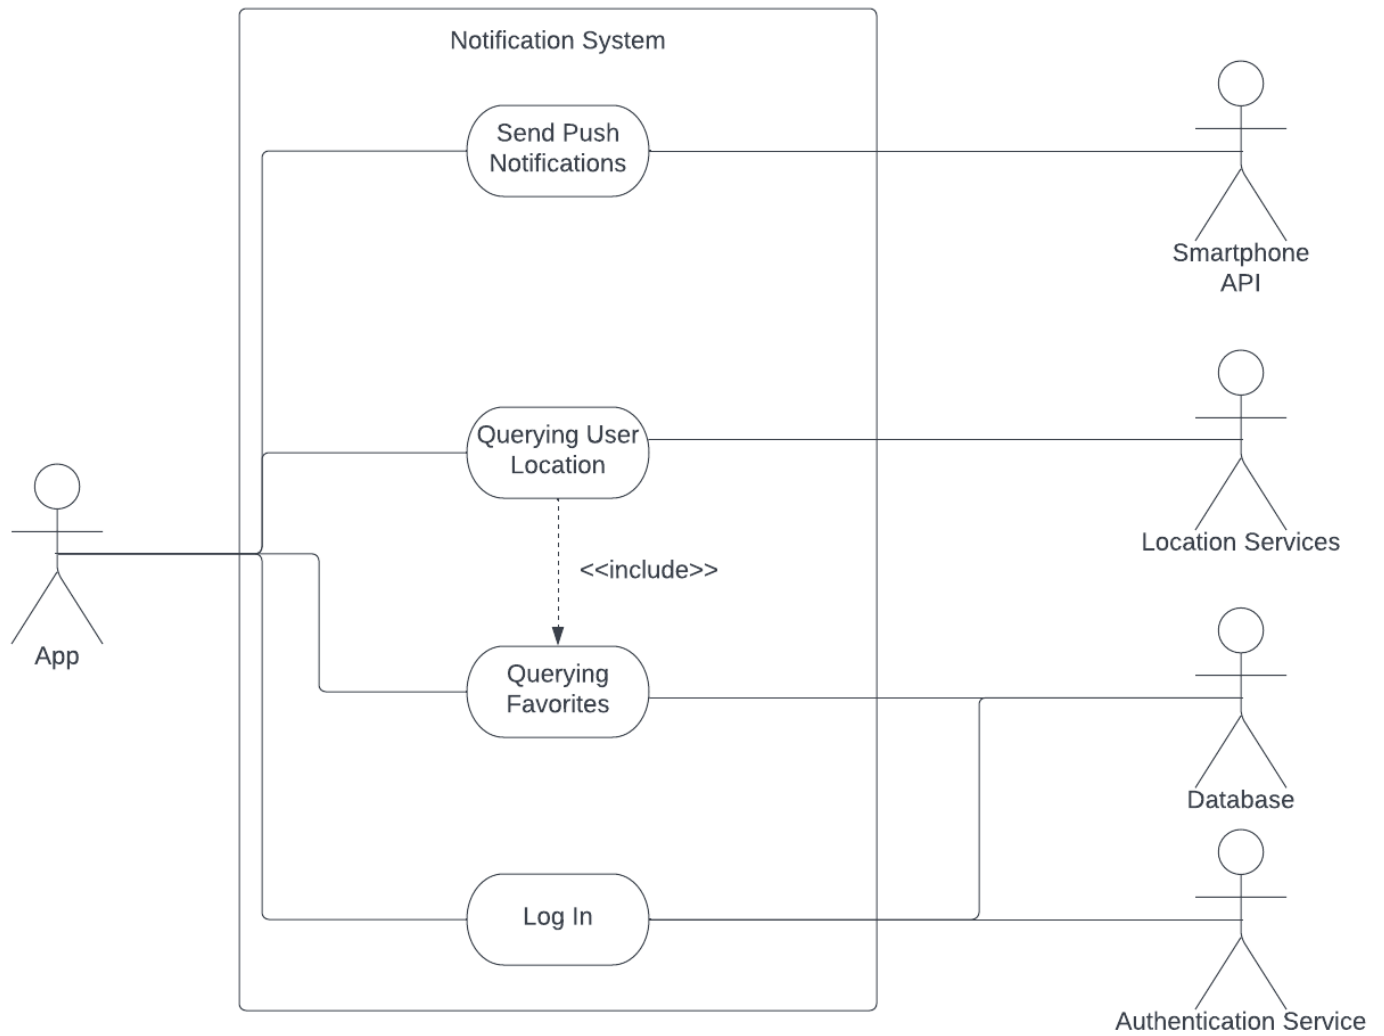 Notification System
Send Push
Notifications
Smartphone
API
Querying User
Location
Location Services
<<include>>
App
Querying
Favorites
Database
Log In
Authentication Service